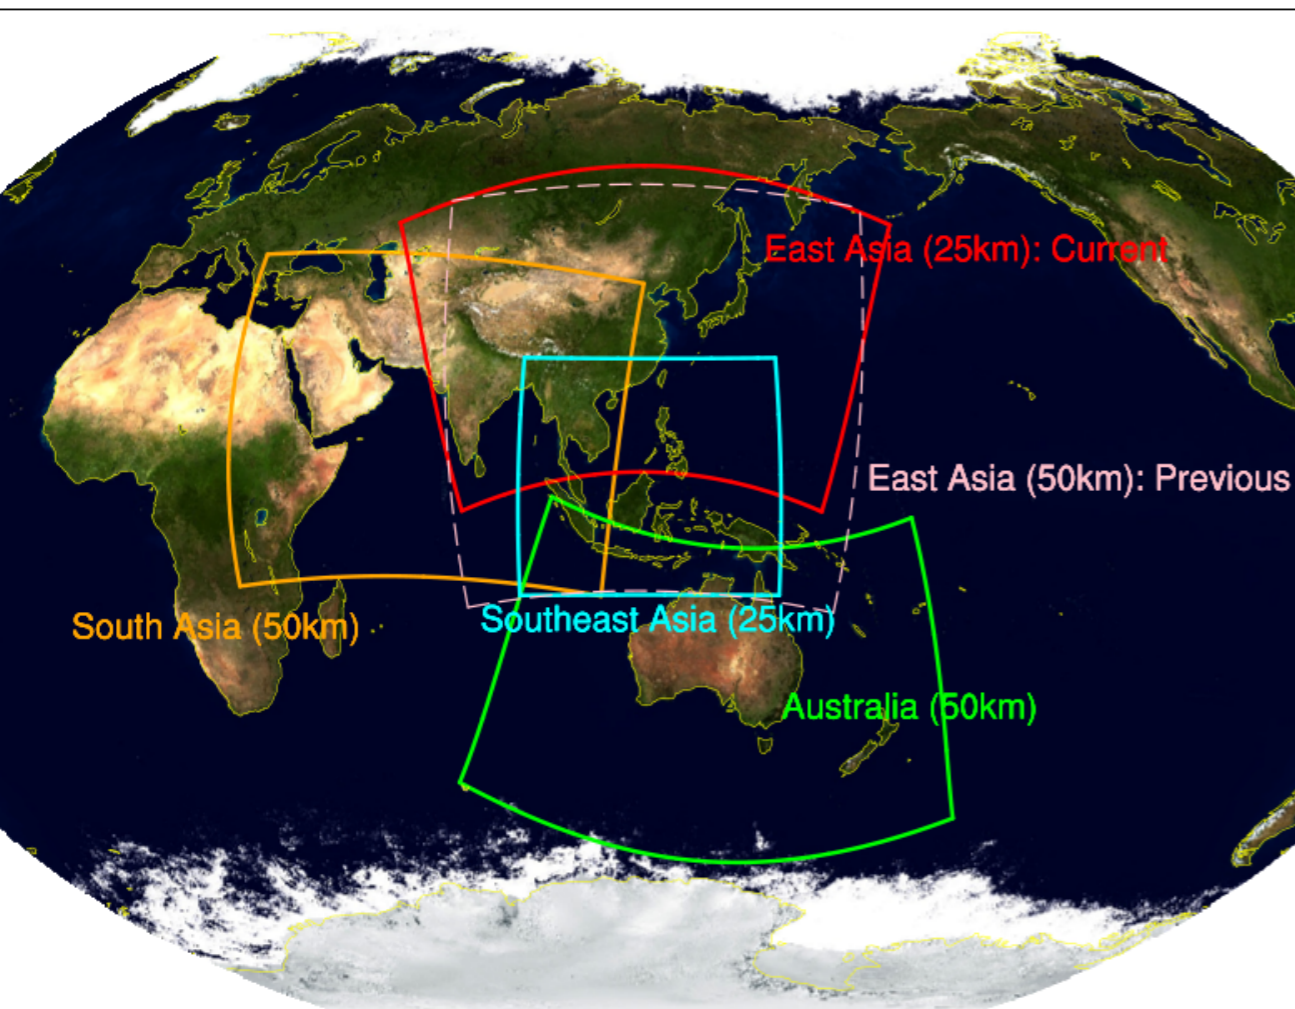 East Asia (25km): Current
East Asia (50km): Previous
South Asia (50km)
Southeast Asia (25km)
Australia (50km)